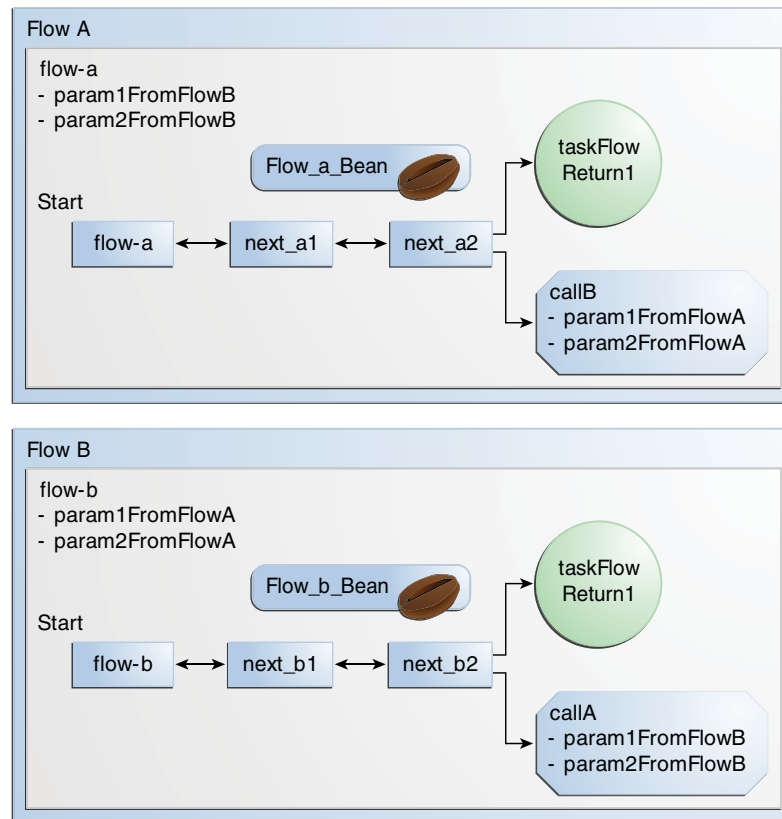 Flow A
flow-a
- param1FromFlowB
- param2FromFlowB
Flow_a_Bean
taskFlow
Return1
Start
flow-a
next_a1
next_a2
callB
- param1FromFlowA
- param2FromFlowA
Flow B
flow-b
- param1FromFlowA
- param2FromFlowA
Flow_b_Bean
taskFlow
Return1
Start
flow-b
next_b1
next_b2
callA
- param1FromFlowB
- param2FromFlowB